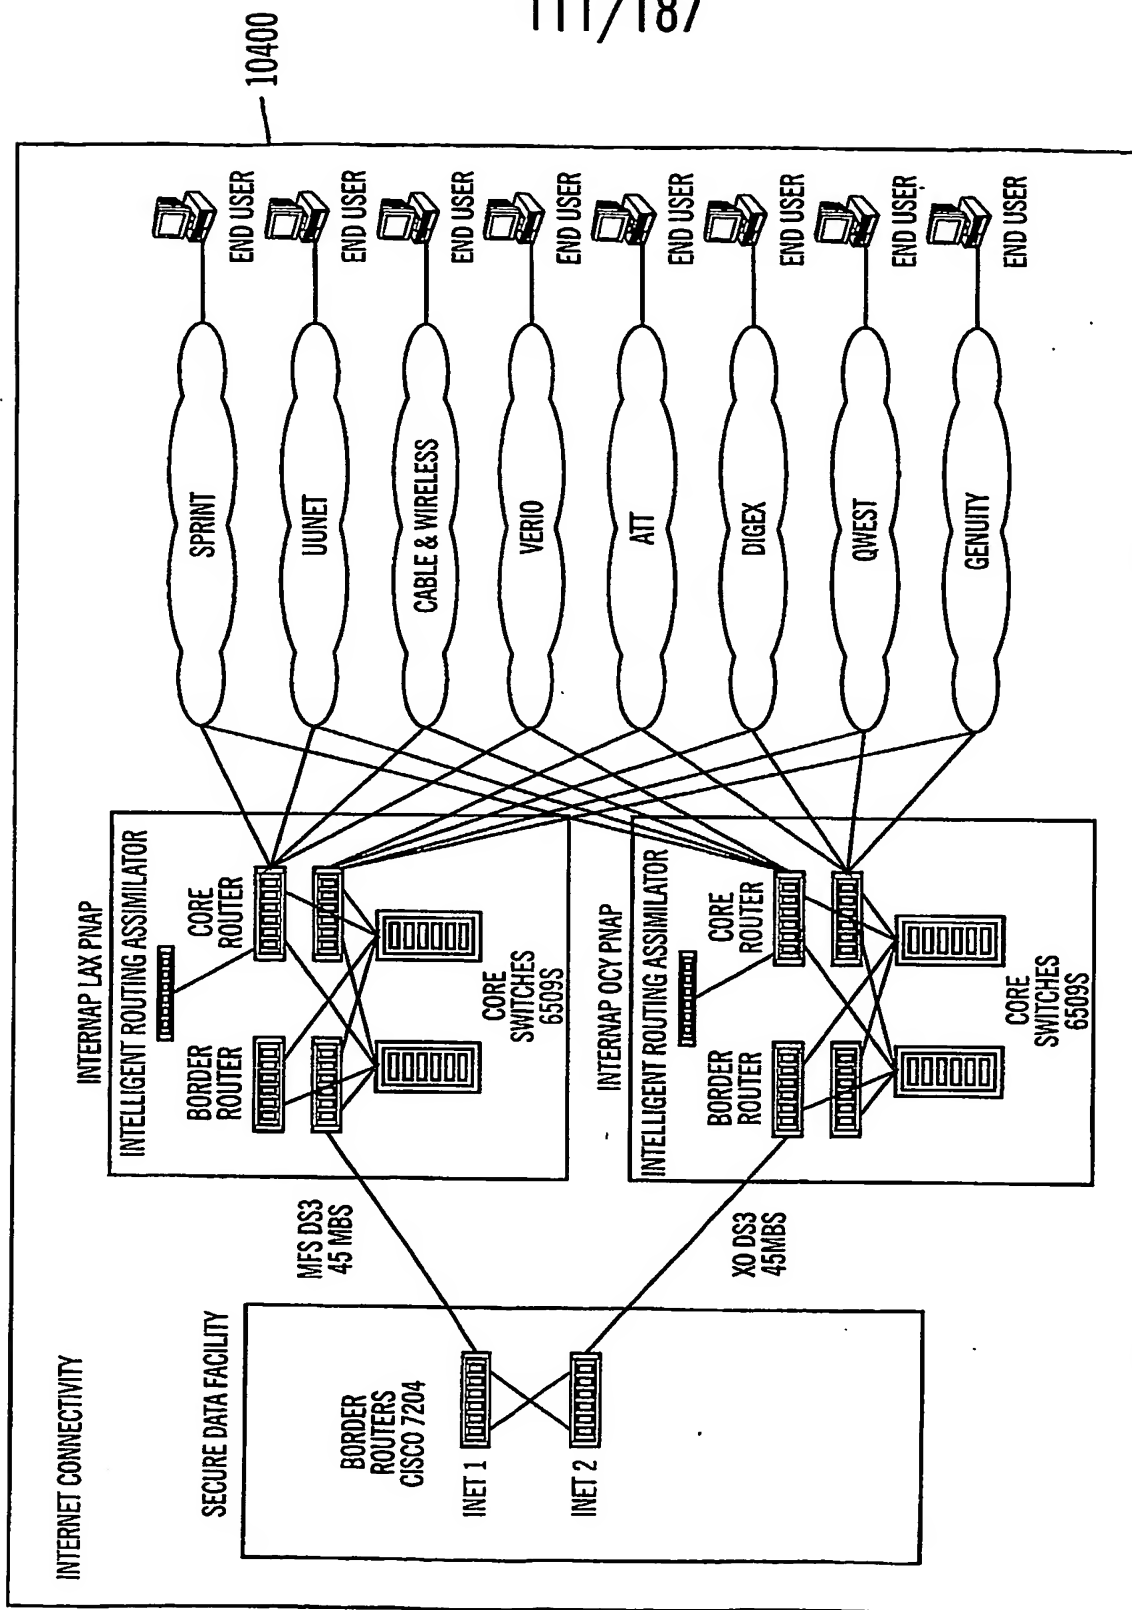 111/187
10400
INTERNET CONNECTIVITY
SECURE DATA FACILITY
BORDER
ROUTERS
CISCO 7204
INET 1
INET 2
MFS DS3
45 MBS
XO DS3
45MBS
INTERNAP LAX PNAP
INTELLIGENT ROUTING ASSIMILATOR
BORDER
ROUTER
CORE
ROUTER
CORE
SWITCHES
6509S
INTERNAP OCY PNAP
INTELLIGENT ROUTING ASSIMILATOR
BORDER
ROUTER
CORE
ROUTER
CORE
SWITCHES
6509S
SPRINT
END USER
UUNET
END USER
CABLE & WIRELESS
END USER
VERIO
END USER
ATT
END USER
DIGEX
END USER
QWEST
END USER
GENUITY
END USER